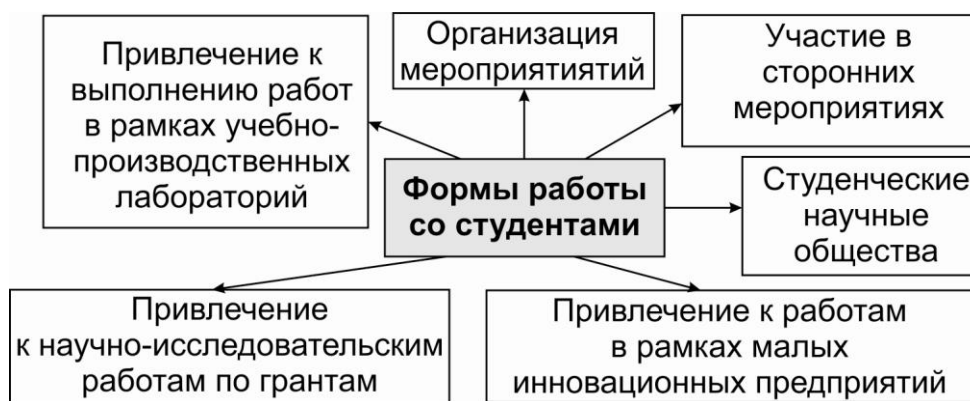 Привлечение к
выполнению работ
в рамках учебно-
производственных
лабораторий
Организация
мероприятиятий
Участие в
сторонних
мероприятиях
Формы работы
со студентами
Студенческие
научные
общества
Привлечение
к научно-исследовательским
работам по грантам
Привлечение к работам
в рамках малых
инновационных предприятий